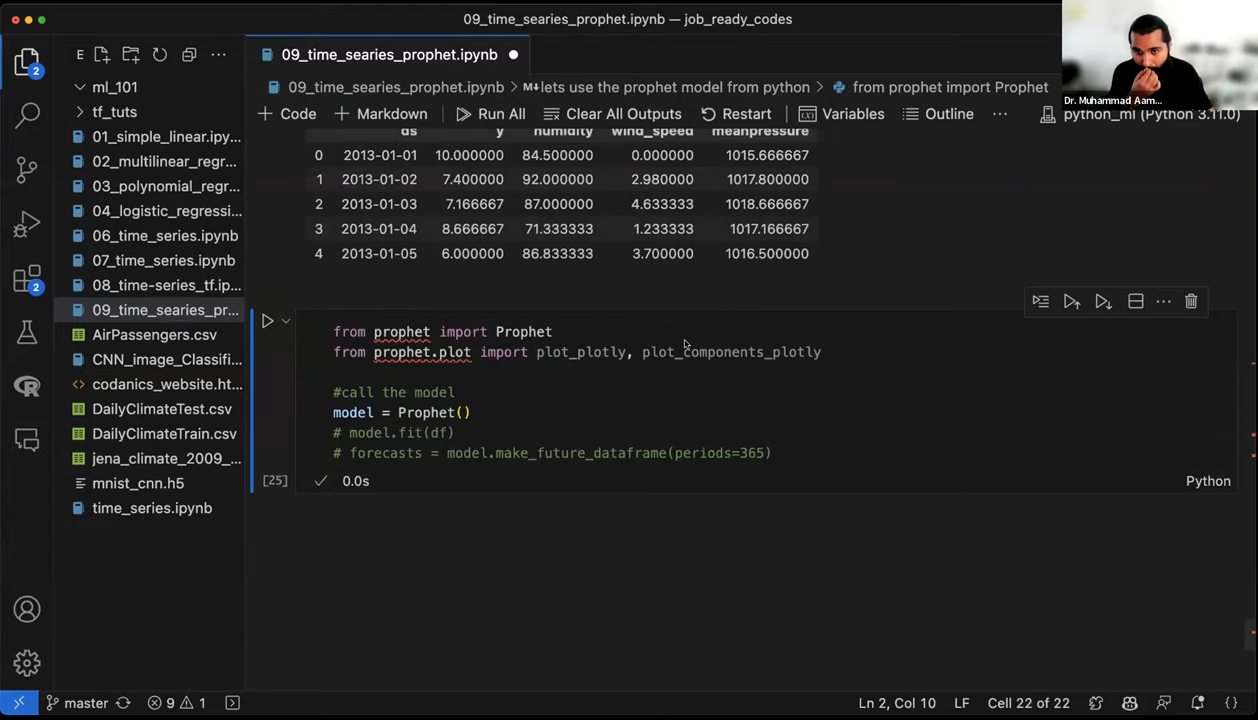 09_time_searies_prophet.ipynb — job_ready_codes
E
09_time_searies_prophet.ipynb
09_time_searies_prophet.ipynb > lets use the prophet model from python > from prophet import Prophet
Dr. Muhammad Aam...
Code Markdown Run All Clear All Outputs Restart Variables Outline ... python_ml (Python 3.11.0)
2
ml_101
tf_tuts
01_simple_linear.ipy...
02_multilinear_regr...
03_polynomial_regr...
04_logistic_regressi...
06_time_series.ipynb
07_time_series.ipynb
08_time-series_tf.ip...
09_time_searies_pr...
AirPassengers.csv
CNN_image_Classifi...
codanics_website.ht...
DailyClimateTest.csv
DailyClimateTrain.csv
jena_climate_2009_...
mnist_cnn.h5
time_series.ipynb
2
ds y humidity wind_speed meanpressure
0 2013-01-01 10.000000 84.500000 0.000000 1015.666667
1 2013-01-02 7.400000 92.000000 2.980000 1017.800000
2 2013-01-03 7.166667 87.000000 4.633333 1018.666667
3 2013-01-04 8.666667 71.333333 1.233333 1017.166667
4 2013-01-05 6.000000 86.833333 3.700000 1016.500000
from prophet import Prophet
from prophet.plot import plot_plotly, plot_components_plotly
#call the model
model = Prophet()
# model.fit(df)
# forecasts = model.make_future_dataframe(periods=365)
[25] 0.0s Python
master 9 1 Ln 2, Col 10 LF Cell 22 of 22